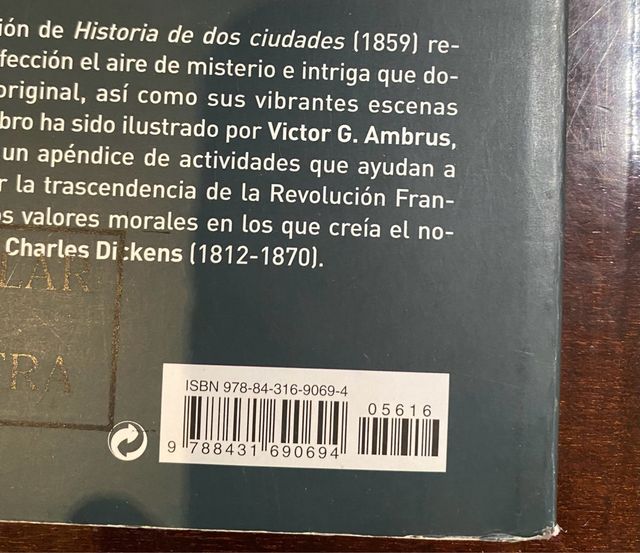 ión de Historia de dos ciudades (1859) re-
fección el aire de misterio e intriga que do-
original, así como sus vibrantes escenas
bro ha sido ilustrado por Victor G. Ambrus,
un apéndice de actividades que ayudan a
r la trascendencia de la Revolución Fran-
os valores morales en los que creía el no-
Charles Dickens (1812-1870).
LAR
TRA
ISBN 978-84-316-9069-4
05616
9 788431 690694